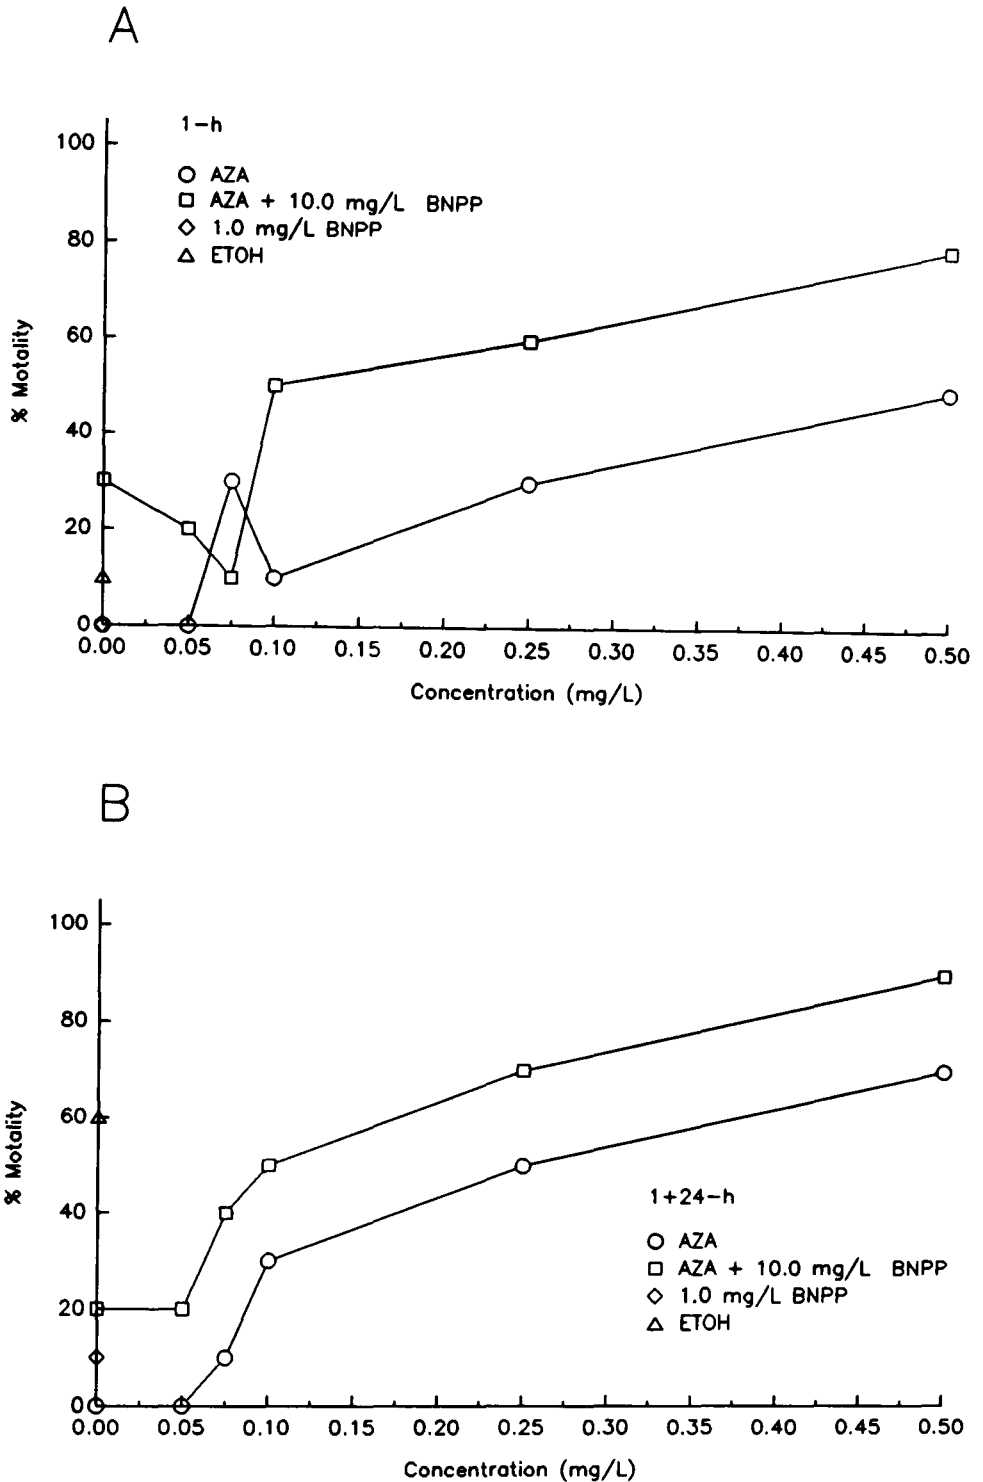 A
1-h
AZA
AZA + 10.0 mg/L BNPP
1.0 mg/L BNPP
ETOH
100
80
60
40
20
0
% Motality
0.00 0.05 0.10 0.15 0.20 0.25 0.30 0.35 0.40 0.45 0.50
Concentration (mg/L)
B
100
80
60
40
20
0
% Motality
1+24-h
AZA
AZA + 10.0 mg/L BNPP
1.0 mg/L BNPP
ETOH
0.00 0.05 0.10 0.15 0.20 0.25 0.30 0.35 0.40 0.45 0.50
Concentration (mg/L)